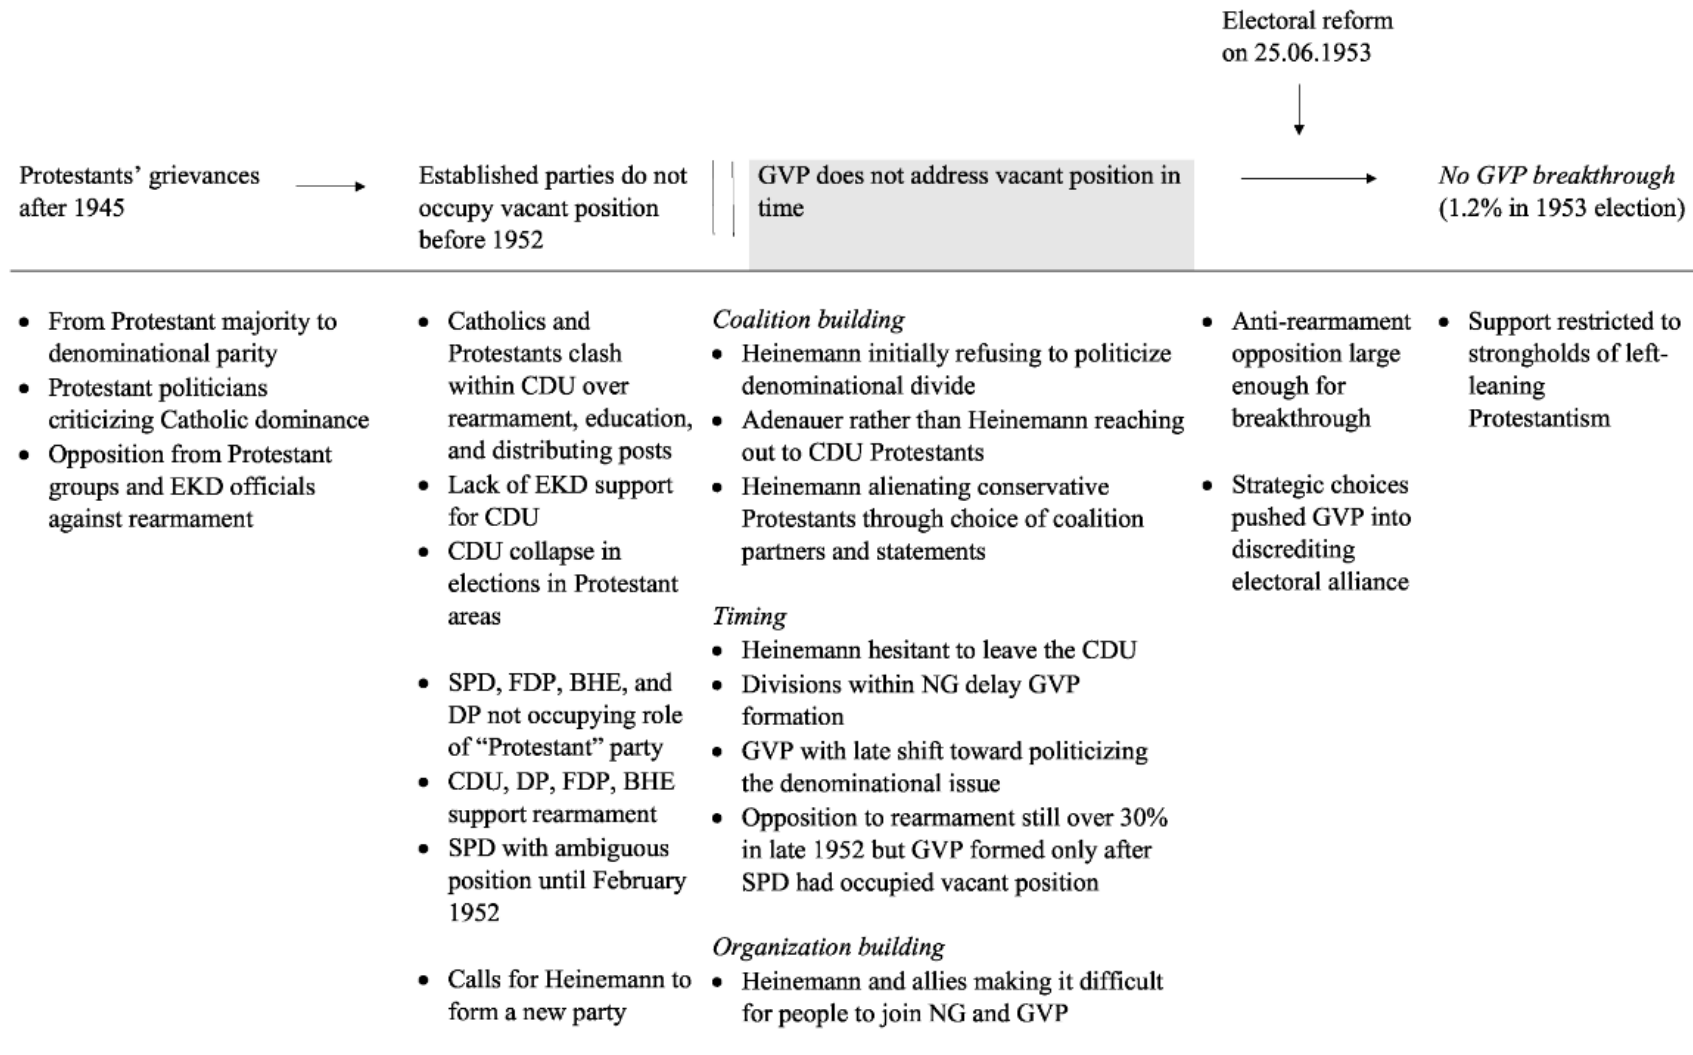 Electoral reform
on 25.06.1953
Protestants’ grievances
after 1945
Established parties do not
occupy vacant position
before 1952
GVP does not address vacant position in
time
No GVP breakthrough
(1.2% in 1953 election)
• From Protestant majority to
denominational parity
• Protestant politicians
criticizing Catholic dominance
• Opposition from Protestant
groups and EKD officials
against rearmament
• Catholics and
Protestants clash
within CDU over
rearmament, education,
and distributing posts
• Lack of EKD support
for CDU
• CDU collapse in
elections in Protestant
areas
• SPD, FDP, BHE, and
DP not occupying role
of “Protestant” party
• CDU, DP, FDP, BHE
support rearmament
• SPD with ambiguous
position until February
1952
• Calls for Heinemann to
form a new party
Coalition building
• Heinemann initially refusing to politicize
denominational divide
• Adenauer rather than Heinemann reaching
out to CDU Protestants
• Heinemann alienating conservative
Protestants through choice of coalition
partners and statements
Timing
• Heinemann hesitant to leave the CDU
• Divisions within NG delay GVP
formation
• GVP with late shift toward politicizing
the denominational issue
• Opposition to rearmament still over 30%
in late 1952 but GVP formed only after
SPD had occupied vacant position
Organization building
• Heinemann and allies making it difficult
for people to join NG and GVP
• Anti-rearmament
opposition large
enough for
breakthrough
• Strategic choices
pushed GVP into
discrediting
electoral alliance
• Support restricted to
strongholds of left-
leaning
Protestantism